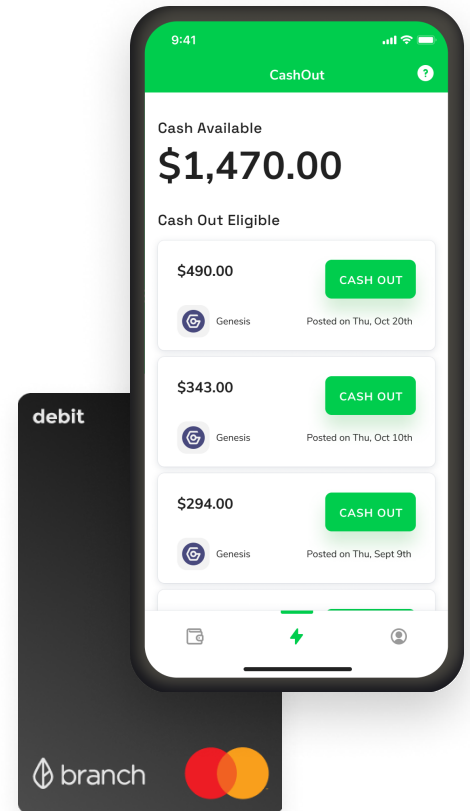 9:41
CashOut
?
Cash Available
$1,470.00
Cash Out Eligible
$490.00
CASH OUT
Genesis
Posted on Thu, Oct 20th
$343.00
CASH OUT
Genesis
Posted on Thu, Oct 10th
$294.00
CASH OUT
Genesis
Posted on Thu, Sept 9th
debit
branch